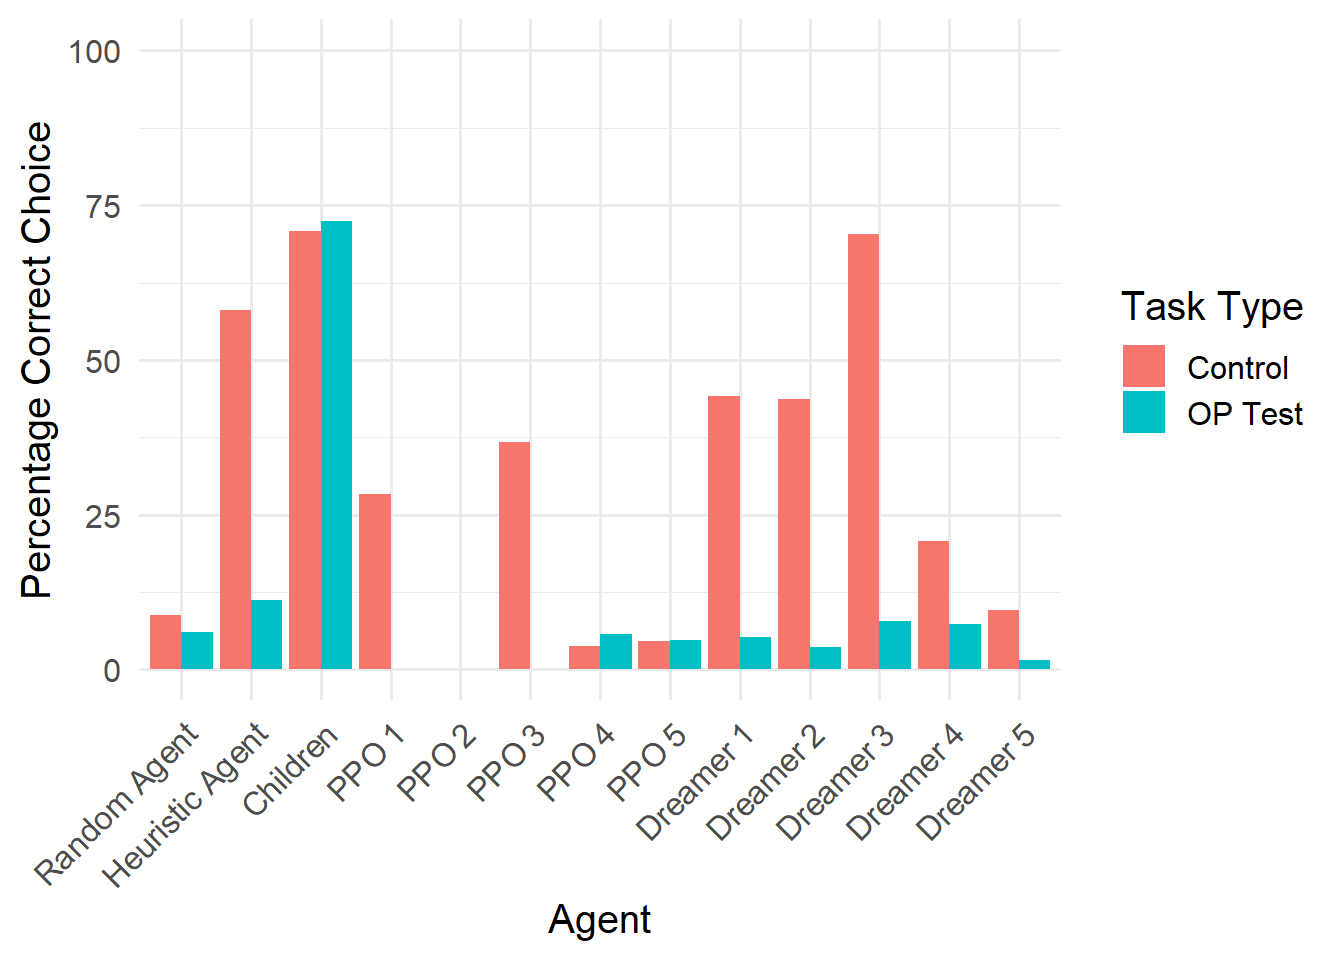 100
75
50
25
0
Percentage Correct Choice
Random Agent
Heuristic Agent
Children
PPO 1
PPO 2
PPO 3
PPO 4
PPO 5
Dreamer 1
Dreamer 2
Dreamer 3
Dreamer 4
Dreamer 5
Agent
Task Type
Control
OP Test